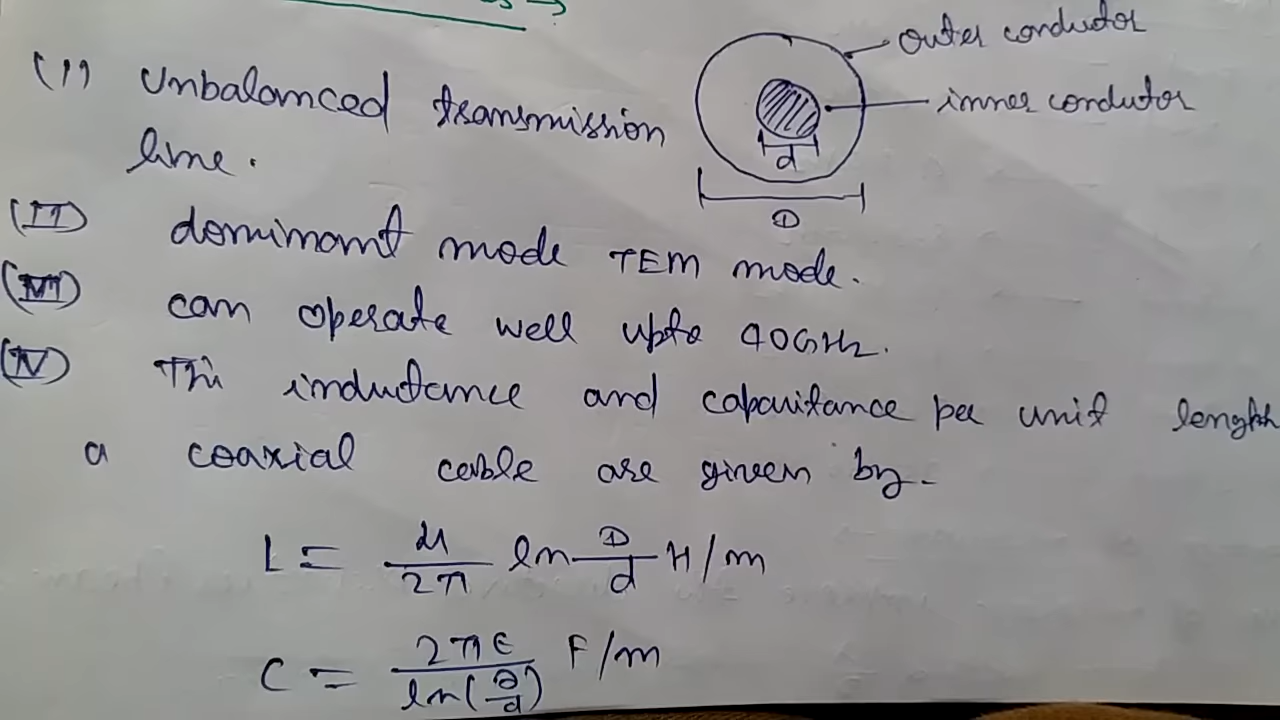 outer conductor
(I) Unbalanced transmission
inner condutor
line.
d
D
(II) dominant mode TEM mode.
(III) can operate well upto 40GHz.
(IV) The inductance and capacitance per unit length
a coaxial cable are given by-
L = μ/2π ln D/d H/m
C = 2πε/ln(D/d) F/m